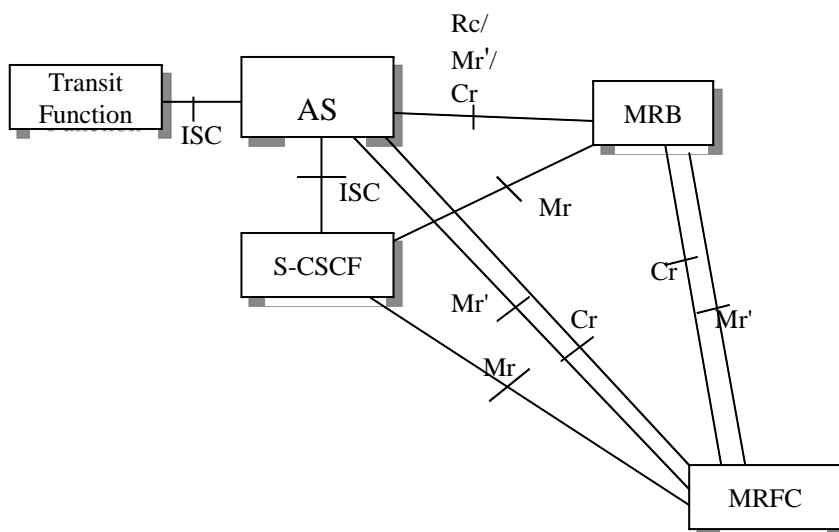 Rc/
Mr'/
Cr
Transit
Function
AS
MRB
ISC
ISC
Mr
S-CSCF
Cr
Mr'
Cr
Mr'
Mr
MRFC